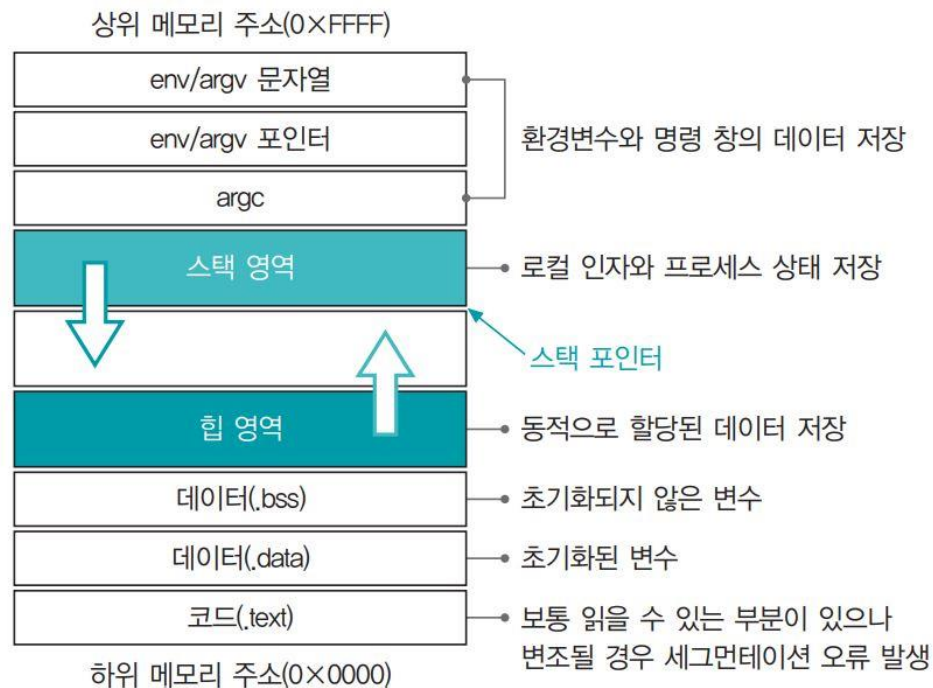 상위 메모리 주소(0×FFFF)
env/argv 문자열
env/argv 포인터
환경변수와 명령 창의 데이터 저장
argc
스택 영역
로컬 인자와 프로세스 상태 저장
스택 포인터
힙 영역
동적으로 할당된 데이터 저장
데이터(.bss)
초기화되지 않은 변수
데이터(.data)
초기화된 변수
코드(.text)
보통 읽을 수 있는 부분이 있으나
변조될 경우 세그먼테이션 오류 발생
하위 메모리 주소(0×0000)